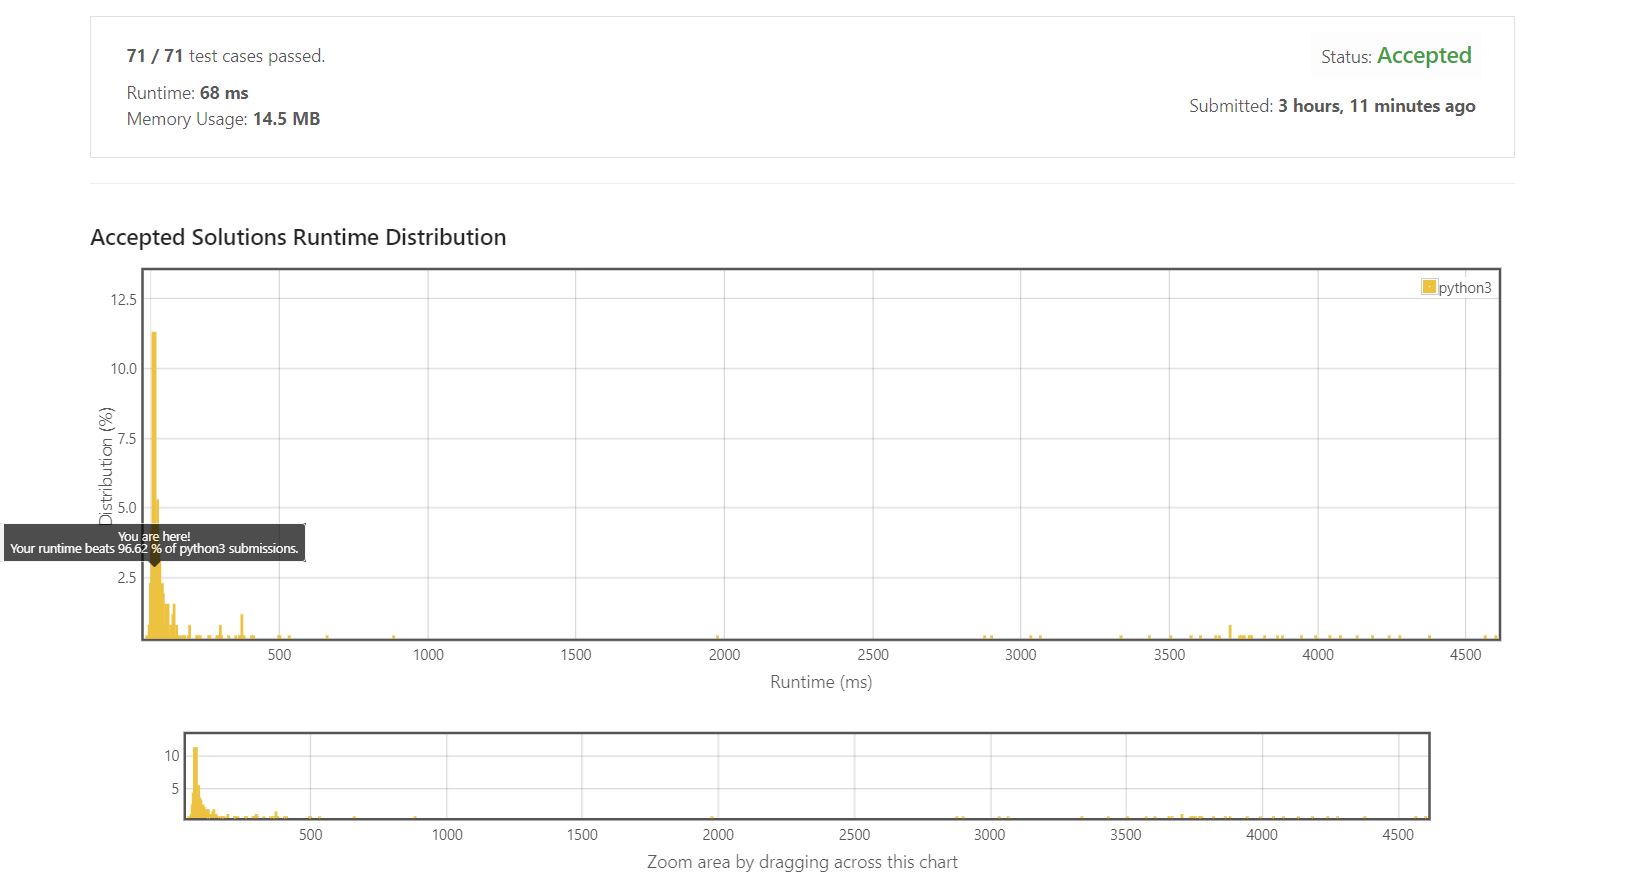 71 / 71 test cases passed.
Status: Accepted
Runtime: 68 ms
Submitted: 3 hours, 11 minutes ago
Memory Usage: 14.5 MB
Accepted Solutions Runtime Distribution
python3
12.5
10.0
7.5
5.0
2.5
Distribution (%)
You are here!
Your runtime beats 96.62 % of python3 submissions.
500 1000 1500 2000 2500 3000 3500 4000 4500
Runtime (ms)
10
5
500 1000 1500 2000 2500 3000 3500 4000 4500
Zoom area by dragging across this chart